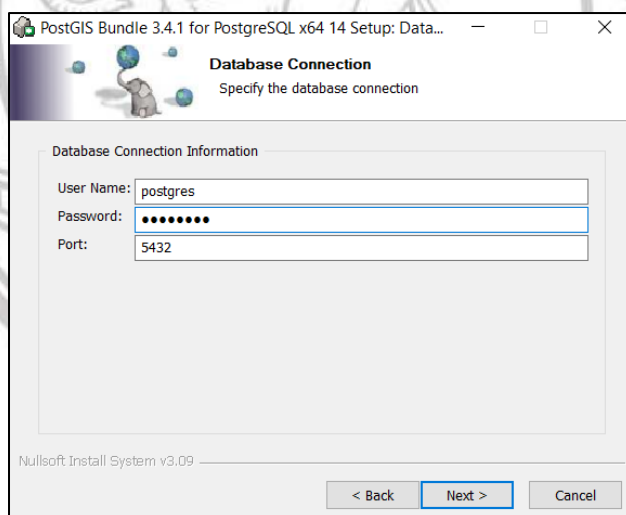 PostGIS Bundle 3.4.1 for PostgreSQL x64 14 Setup: Data...
Database Connection
Specify the database connection
Database Connection Information
User Name: postgres
Password: ●●●●●●●●
Port: 5432
Nullsoft Install System v3.09
< Back Next > Cancel